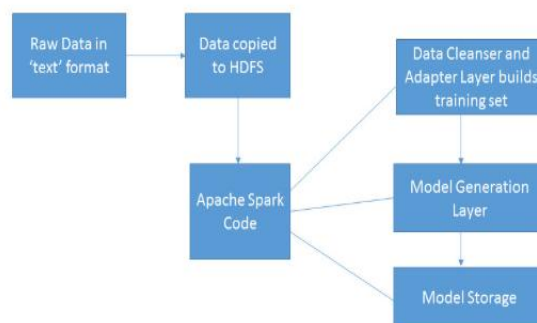 Raw Data in
‘text’ format
Data copied
to HDFS
Data Cleanser and
Adapter Layer builds
training set
Apache Spark
Code
Model Generation
Layer
Model Storage